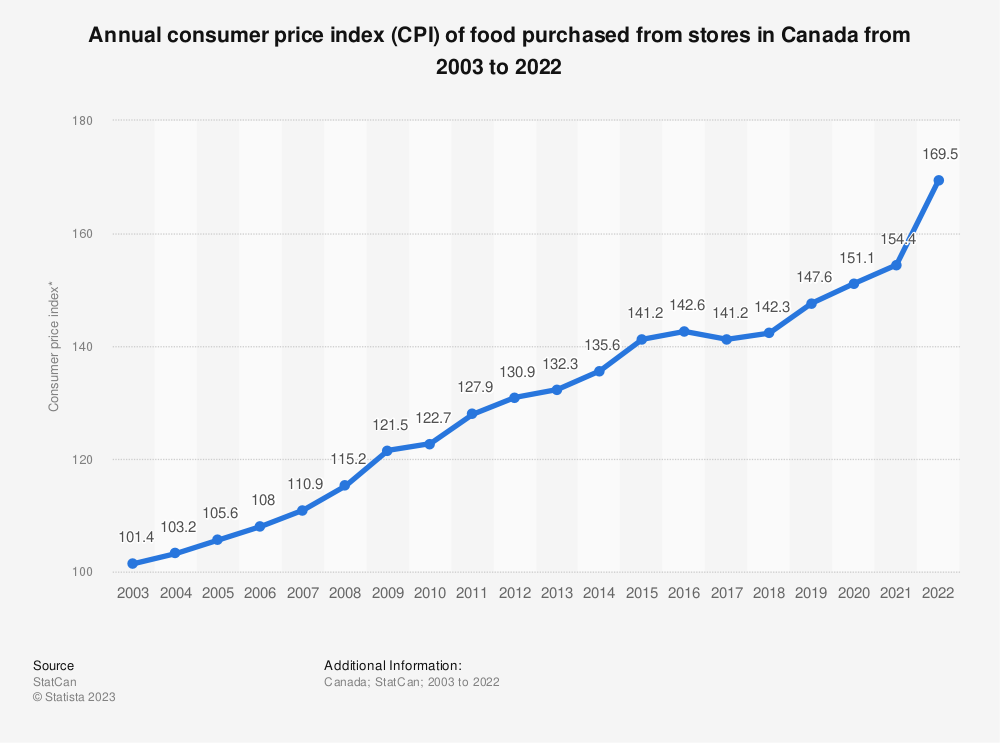 Annual consumer price index (CPI) of food purchased from stores in Canada from
2003 to 2022
Consumer price index*
180
160
140
120
100
101.4
103.2
105.6
108
110.9
115.2
121.5
122.7
127.9
130.9
132.3
135.6
141.2
142.6
141.2
142.3
147.6
151.1
154.4
169.5
2003 2004 2005 2006 2007 2008 2009 2010 2011 2012 2013 2014 2015 2016 2017 2018 2019 2020 2021 2022
Source
StatCan
© Statista 2023
Additional Information:
Canada; StatCan; 2003 to 2022